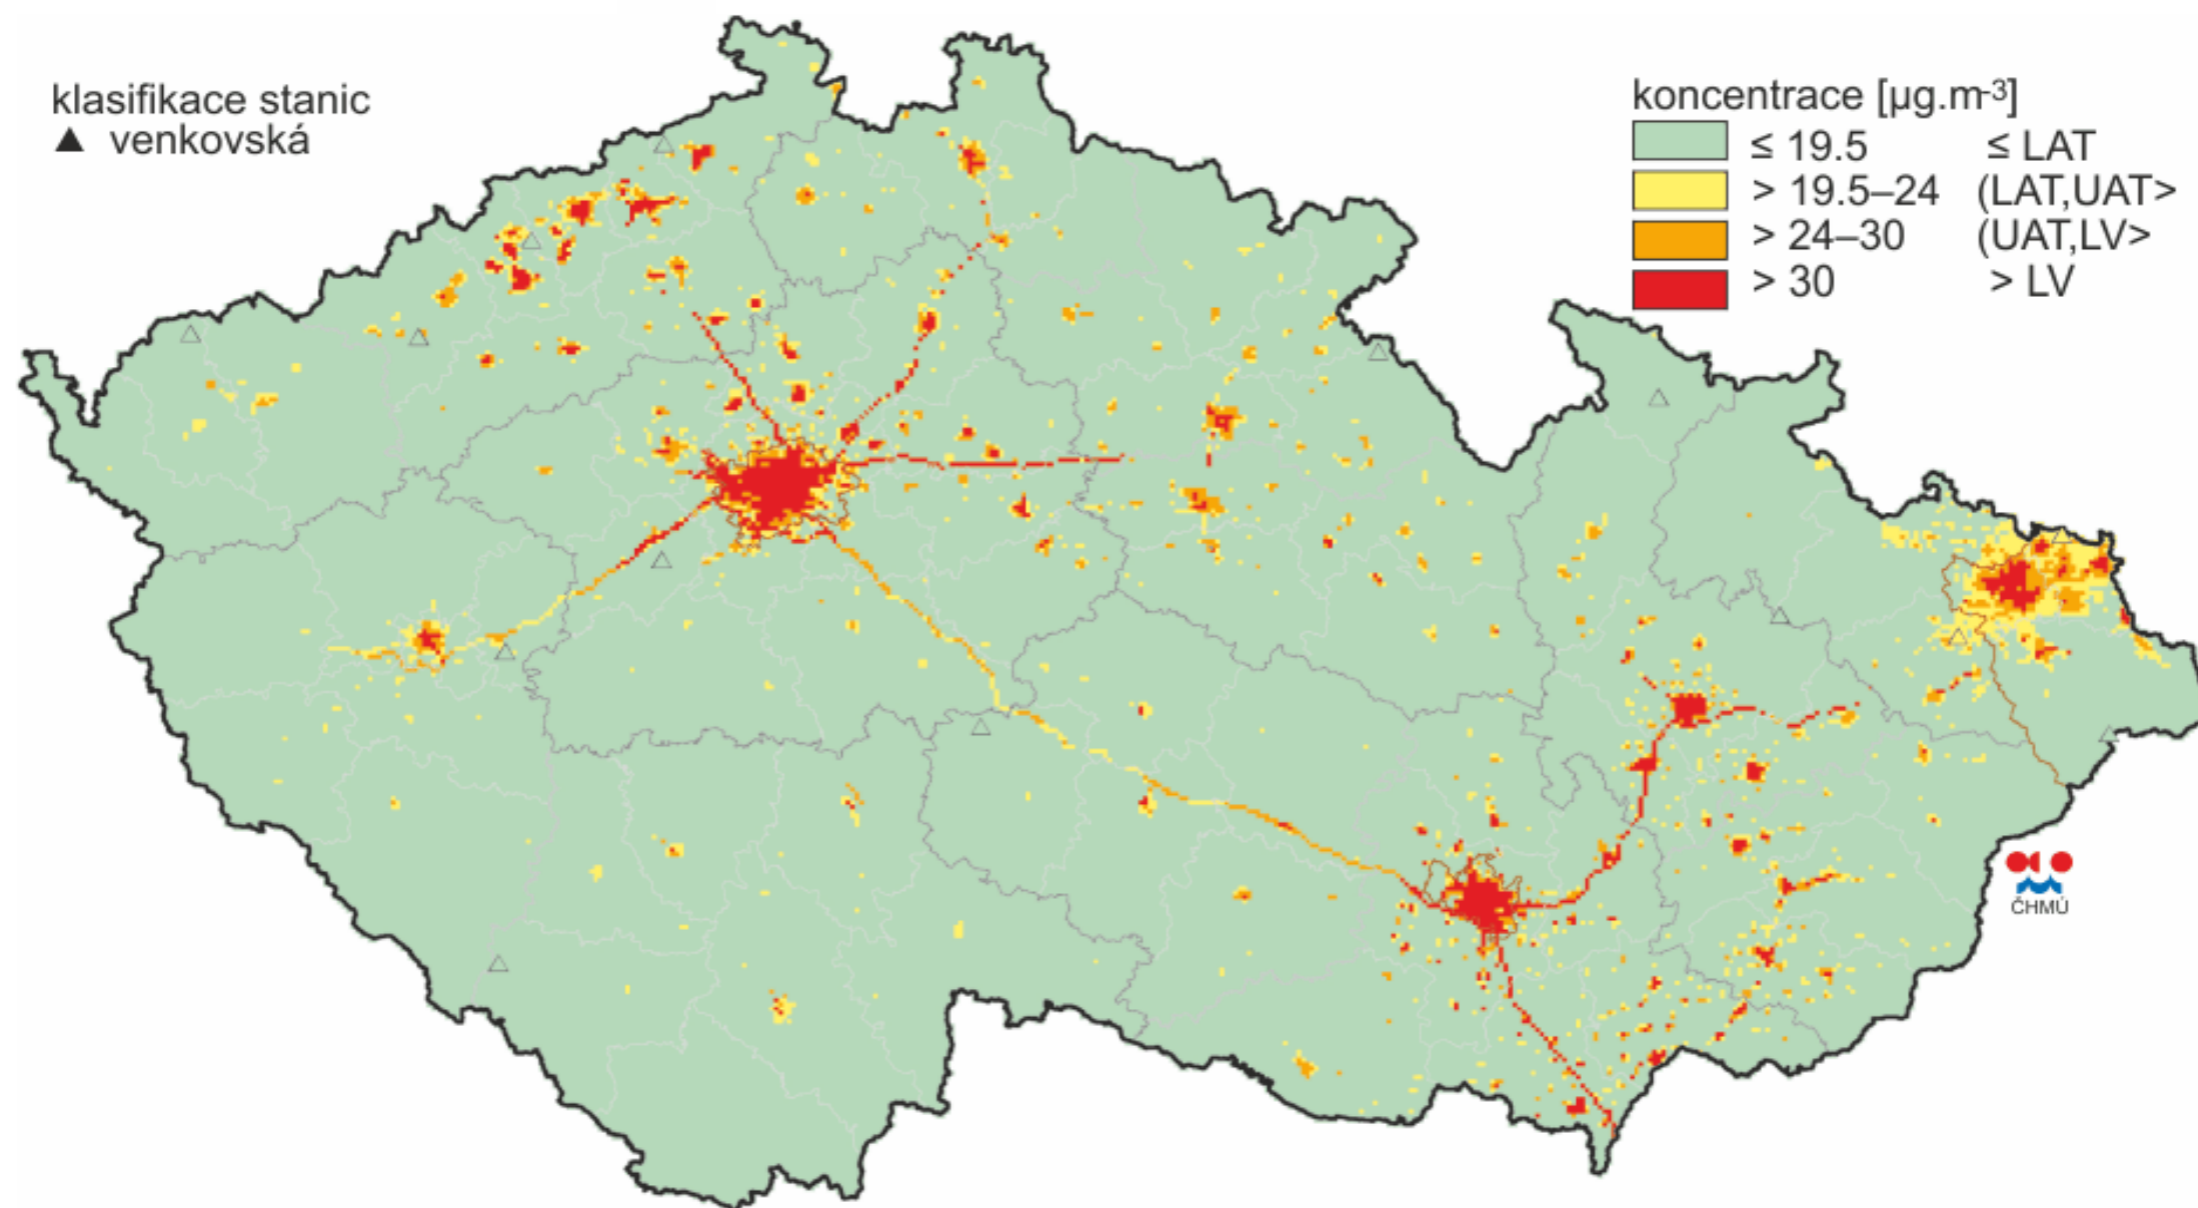 klasifikace stanic
▲ venkovská
koncentrace [µg.m⁻³]
≤ 19.5 ≤ LAT
> 19.5–24 (LAT,UAT>
> 24–30 (UAT,LV>
> 30 > LV
ČHMÚ